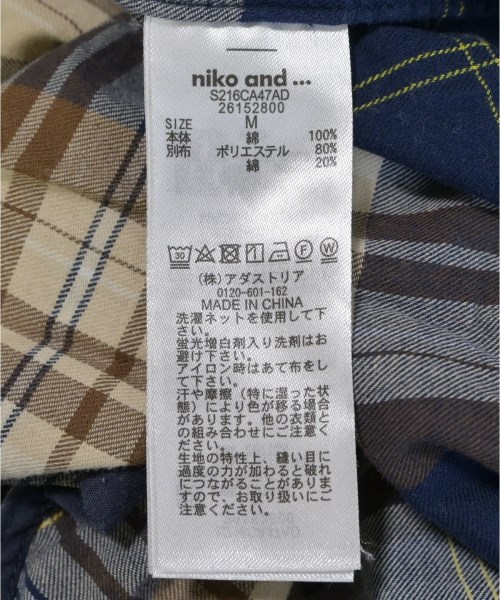 niko and ...
S216CA47AD
26152800
SIZE M
本体 綿 100%
別布 ポリエステル 80%
綿 20%
30
F W
(株) アダストリア
0120-601-162
MADE IN CHINA
洗濯ネットを使用して下
さい。
蛍光増白剤入り洗剤はお
避け下さい。
アイロン時はあて布をし
て下さい。
汗や摩擦（特に湿った状
態）により色が移る場合
があります。他の衣類と
の組み合わせにご注意く
ださい。
生地の特性上、縫い目に
過度の力が加わると破れ
につながることがありま
すので、お取り扱いにご
注意ください。